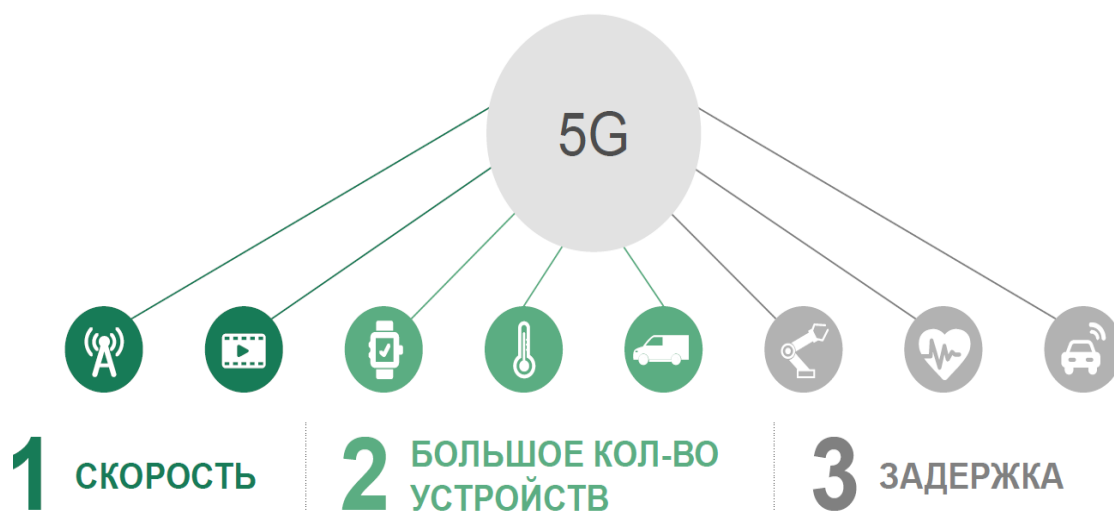 5G
1 СКОРОСТЬ
2 БОЛЬШОЕ КОЛ-ВО
УСТРОЙСТВ
3 ЗАДЕРЖКА